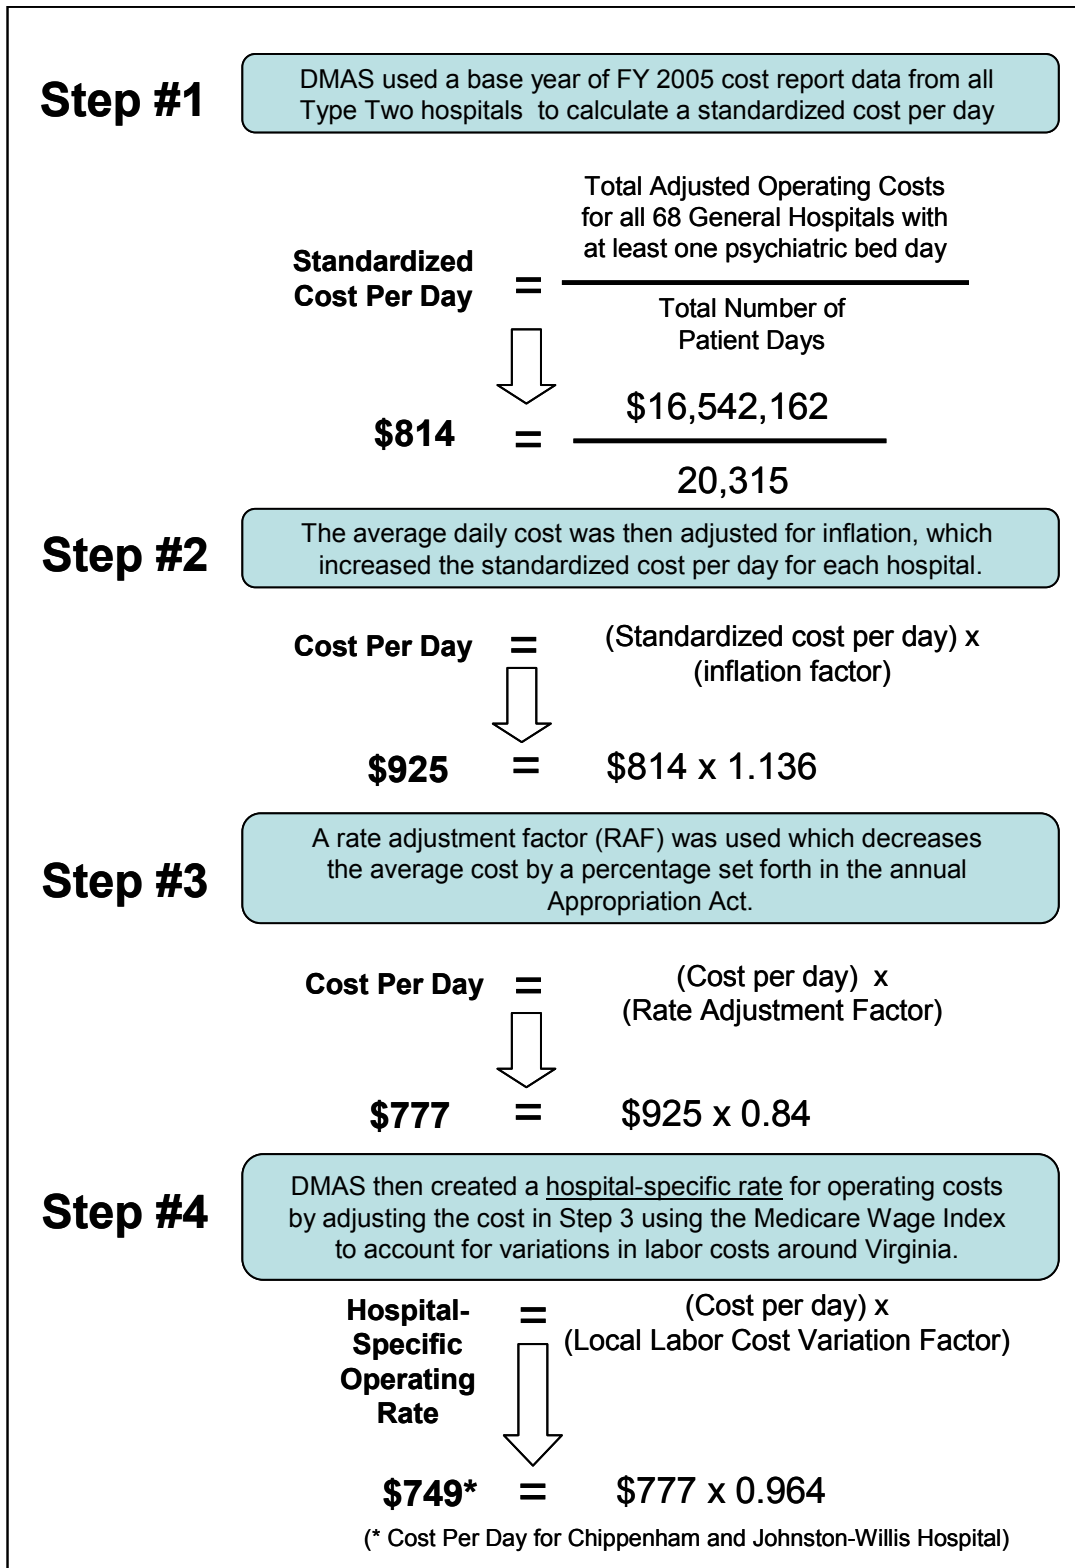 Step #1
DMAS used a base year of FY 2005 cost report data from all
Type Two hospitals to calculate a standardized cost per day
Standardized
Cost Per Day
=
Total Adjusted Operating Costs
for all 68 General Hospitals with
at least one psychiatric bed day
Total Number of
Patient Days
$814
=
$16,542,162
20,315
Step #2
The average daily cost was then adjusted for inflation, which
increased the standardized cost per day for each hospital.
Cost Per Day
=
(Standardized cost per day) x
(inflation factor)
$925
=
$814 x 1.136
Step #3
A rate adjustment factor (RAF) was used which decreases
the average cost by a percentage set forth in the annual
Appropriation Act.
Cost Per Day
=
(Cost per day) x
(Rate Adjustment Factor)
$777
=
$925 x 0.84
Step #4
DMAS then created a hospital-specific rate for operating costs
by adjusting the cost in Step 3 using the Medicare Wage Index
to account for variations in labor costs around Virginia.
Hospital-
Specific
Operating
Rate
=
(Cost per day) x
(Local Labor Cost Variation Factor)
$749*
=
$777 x 0.964
(* Cost Per Day for Chippenham and Johnston-Willis Hospital)